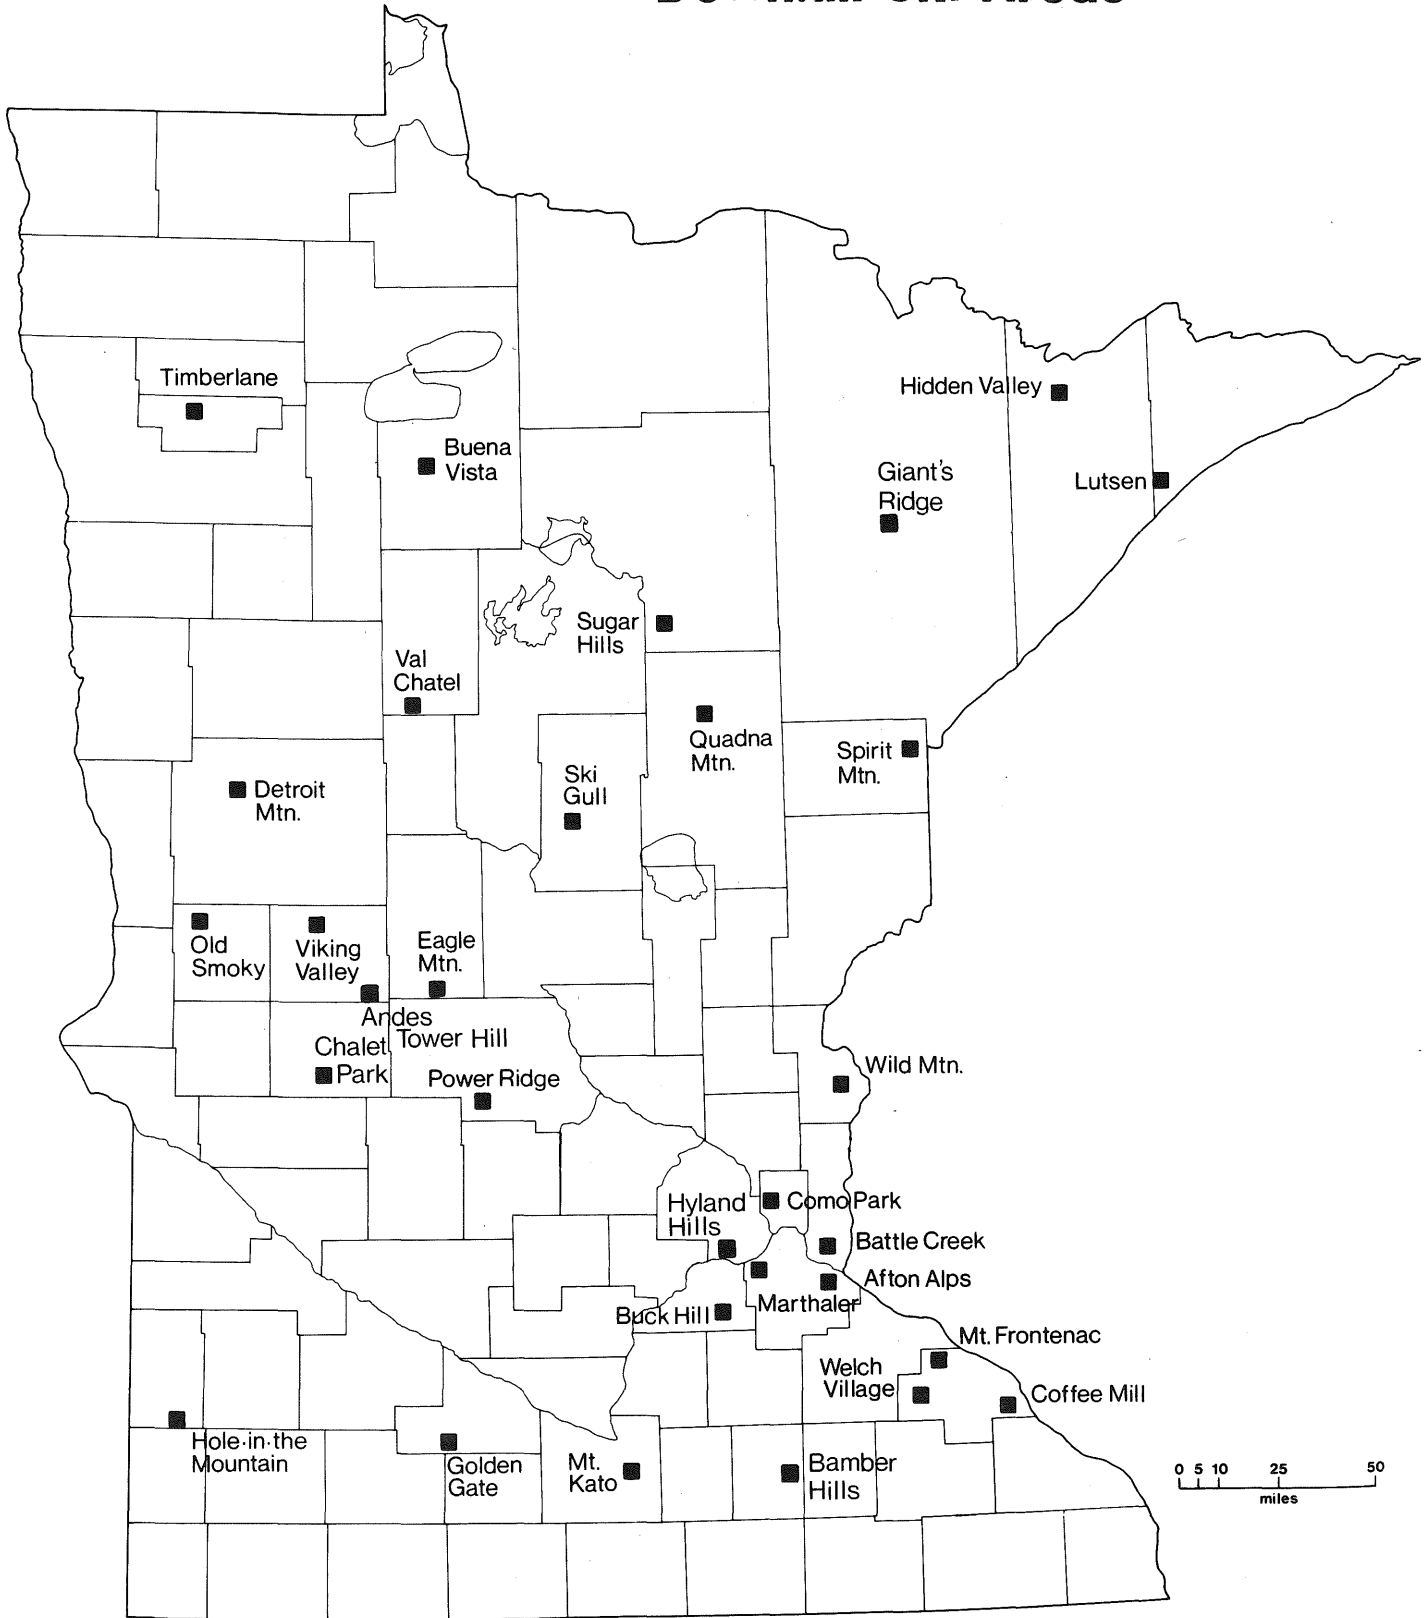 Timberlane
Hidden Valley
Buena
Vista
Giant's
Ridge
Lutsen
Sugar
Hills
Val
Chatel
Quadna
Mtn.
Spirit
Mtn.
Ski
Gull
Detroit
Mtn.
Old
Smoky
Viking
Valley
Eagle
Mtn.
Andes
Tower Hill
Chalet
Park
Power Ridge
Wild Mtn.
Hyland
Hills
Como Park
Battle Creek
Afton Alps
Marthaler
Buck Hill
Mt. Frontenac
Welch
Village
Coffee Mill
Hole-in-the
Mountain
Golden
Gate
Mt.
Kato
Bamber
Hills
0 5 10 25 50
miles